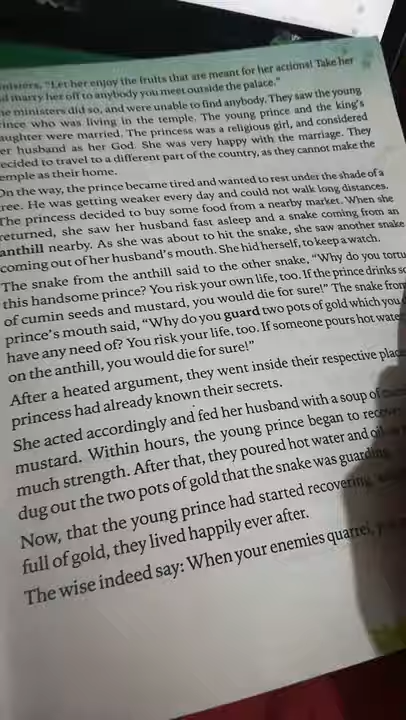 "Let her enjoy the fruits that are meant for her actions! Take her
marry her off to anybody you meet outside the palace."
ministers did so, and were unable to find anybody. They saw the young
who was living in the temple. The young prince and the king's
were married. The princess was a religious girl, and considered
her husband as her God. She was very happy with the marriage. They
decided to travel to a different part of the country, as they cannot make the
temple as their home.
On the way, the prince became tired and wanted to rest under the shade of a
tree. He was getting weaker every day and could not walk long distances.
The princess decided to buy some food from a nearby market. When she
returned, she saw her husband fast asleep and a snake coming from an
anthill nearby. As she was about to hit the snake, she saw another snake
coming out of her husband's mouth. She hid herself, to keep a watch.
The snake from the anthill said to the other snake, "Why do you
this handsome prince? You risk your own life, too. If the prince drinks
of cumin seeds and mustard, you would die for sure!" The snake from
prince's mouth said, "Why do you guard two pots of gold which you
have any need of? You risk your life, too. If someone pours hot water
on the anthill, you would die for sure!"
After a heated argument, they went inside their respective
princess had already known their secrets.
She acted accordingly and fed her husband with a soup of
mustard. Within hours, the young prince began to
much strength. After that, they poured hot water and
dug out the two pots of gold that the snake was guarding
Now, that the young prince had started recovering
full of gold, they lived happily ever after.
The wise indeed say: When your enemies quarrel,